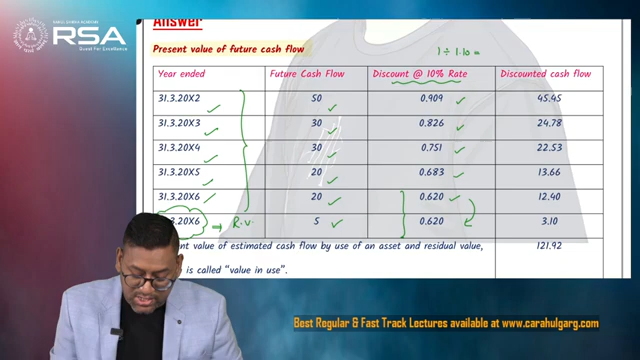 Answer
RAHUL GARG'S ACADEMY
RSA
Quest For Excellence
Present value of future cash flow
1 ÷ 1.10 =
Year ended Future Cash Flow Discount @ 10% Rate Discounted cash flow
31.3.20X2 50 0.909 45.45
31.3.20X3 30 0.826 24.78
31.3.20X4 30 0.751 22.53
31.3.20X5 20 0.683 13.66
31.3.20X6 20 0.620 12.40
.3.20X6 → R.V. 5 0.620 3.10
ent value of estimated cash flow by use of an asset and residual value, 121.92
is called "value in use".
Best Regular & Fast Track Lectures available at www.carahulgarg.com